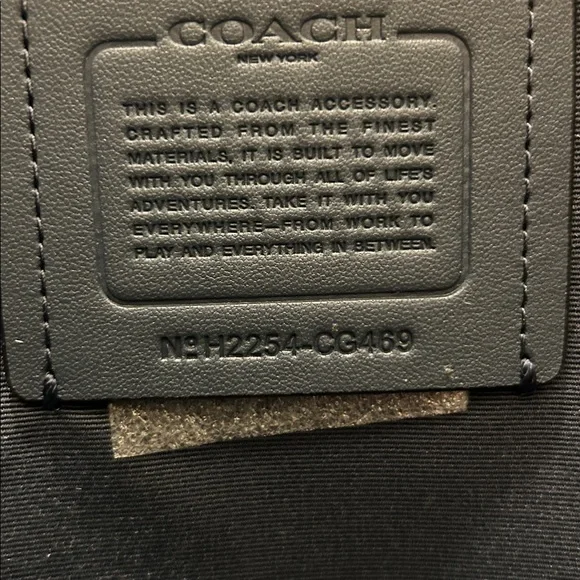 COACH
NEW YORK
THIS IS A COACH ACCESSORY.
CRAFTED FROM THE FINEST
MATERIALS, IT IS BUILT TO MOVE
WITH YOU THROUGH ALL OF LIFE'S
ADVENTURES. TAKE IT WITH YOU
EVERYWHERE—FROM WORK TO
PLAY AND EVERYTHING IN BETWEEN.
Nº H2254-CG469